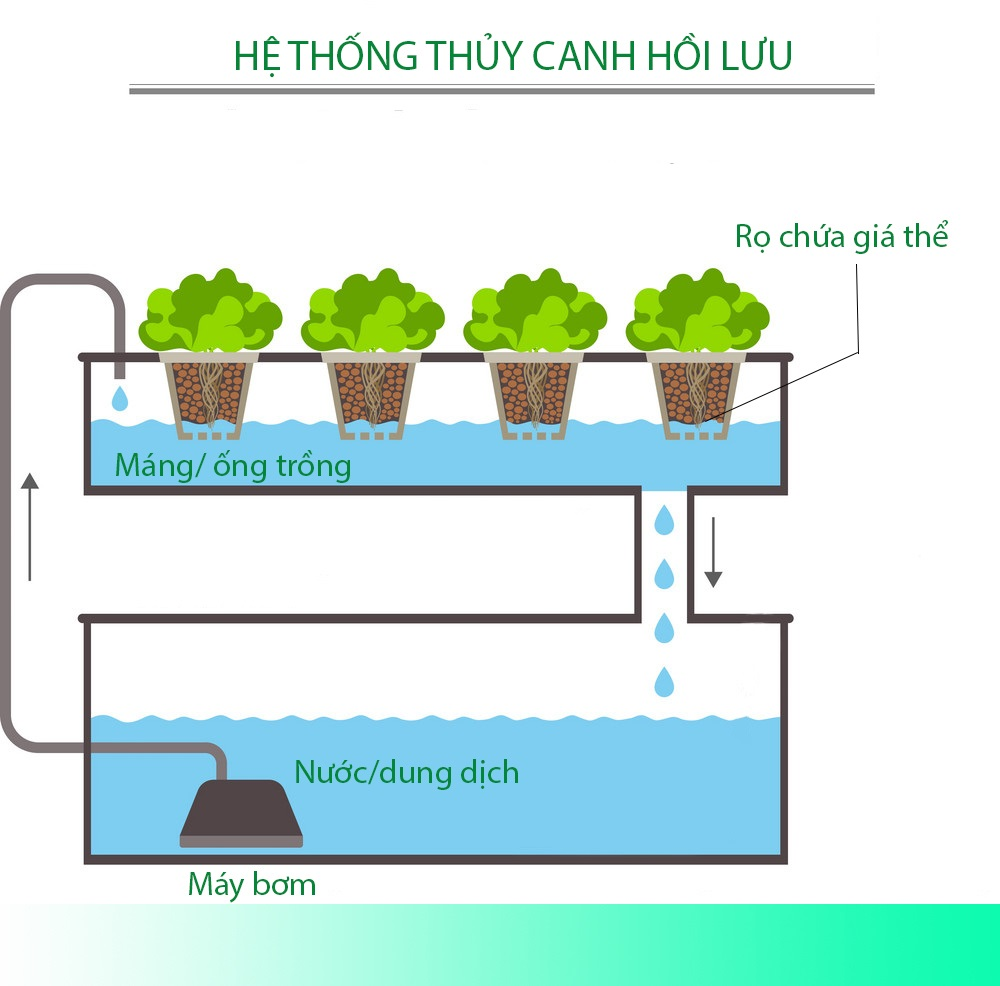 HỆ THỐNG THỦY CANH HỒI LƯU
Rọ chứa giá thể
Máng/ ống trồng
Nước/dung dịch
Máy bơm